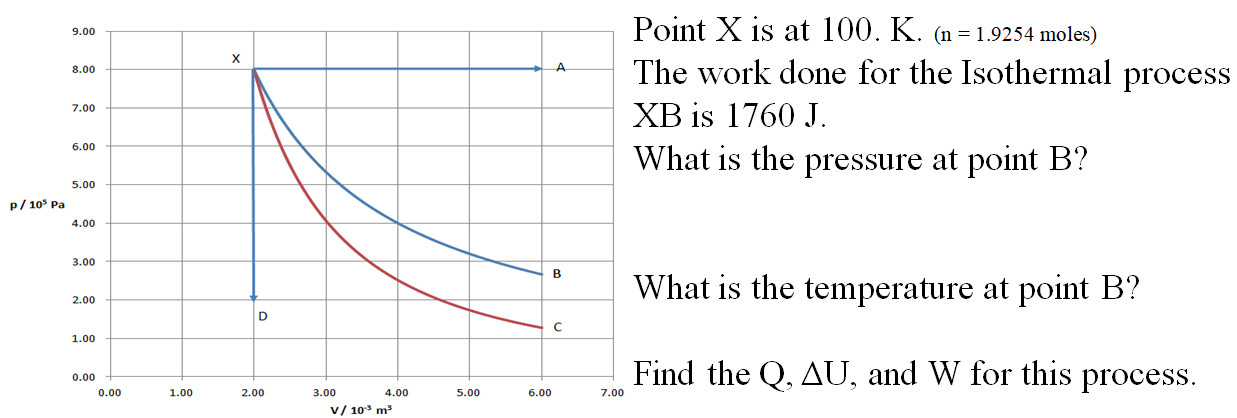 9.00
8.00
7.00
6.00
5.00
4.00
3.00
2.00
1.00
0.00
p / 10⁵ Pa
X
A
B
C
D
0.00 1.00 2.00 3.00 4.00 5.00 6.00 7.00
V/ 10⁻³ m³
Point X is at 100. K. (n = 1.9254 moles)
The work done for the Isothermal process
XB is 1760 J.
What is the pressure at point B?
What is the temperature at point B?
Find the Q, ΔU, and W for this process.